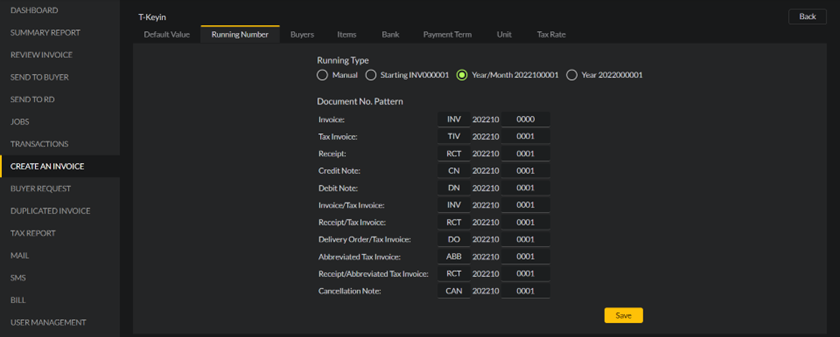 DASHBOARD
SUMMARY REPORT
REVIEW INVOICE
SEND TO BUYER
SEND TO RD
JOBS
TRANSACTIONS
CREATE AN INVOICE
BUYER REQUEST
DUPLICATED INVOICE
TAX REPORT
MAIL
SMS
BILL
USER MANAGEMENT
T-Keyin
Back
Default Value Running Number Buyers Items Bank Payment Term Unit Tax Rate
Running Type
Manual Starting INV000001 Year/Month 2022100001 Year 2022000001
Document No. Pattern
Invoice: INV 202210 0000
Tax Invoice: TIV 202210 0001
Receipt: RCT 202210 0001
Credit Note: CN 202210 0001
Debit Note: DN 202210 0001
Invoice/Tax Invoice: INV 202210 0001
Receipt/Tax Invoice: RCT 202210 0001
Delivery Order/Tax Invoice: DO 202210 0001
Abbreviated Tax Invoice: ABB 202210 0001
Receipt/Abbreviated Tax Invoice: RCT 202210 0001
Cancellation Note: CAN 202210 0001
Save